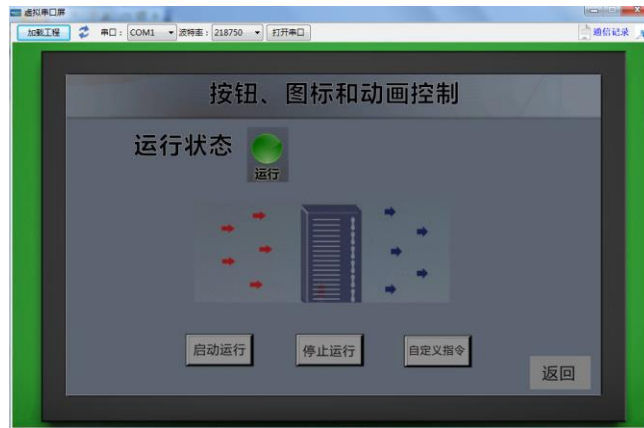 虚拟串口屏
加载工程 串口: COM1 波特率: 218750 打开串口 通信记录
按钮、图标和动画控制
运行状态
运行
启动运行 停止运行 自定义指令
返回